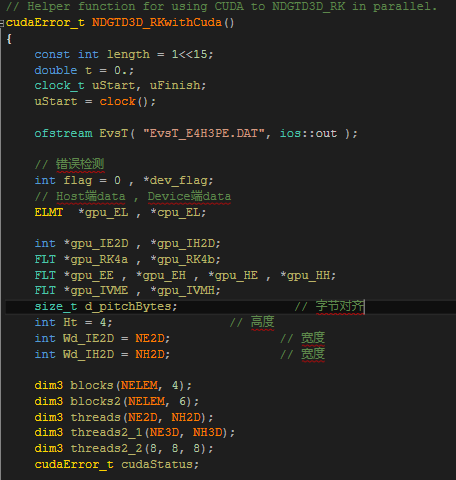 // Helper function for using CUDA to NDGTD3D_RK in parallel.
cudaError_t NDGTD3D_RKwithCuda()
{
const int length = 1<<15;
double t = 0.;
clock_t uStart, uFinish;
uStart = clock();
ofstream EvsT( "EvsT_E4H3PE.DAT", ios::out );
// 错误检测
int flag = 0 , *dev_flag;
// Host端data , Device端data
ELMT *gpu_EL , *cpu_EL;
int *gpu_IE2D , *gpu_IH2D;
FLT *gpu_RK4a , *gpu_RK4b;
FLT *gpu_EE , *gpu_EH , *gpu_HE , *gpu_HH;
FLT *gpu_IVME , *gpu_IVMH;
size_t d_pitchBytes; // 字节对齐
int Ht = 4; // 高度
int Wd_IE2D = NE2D; // 宽度
int Wd_IH2D = NH2D; // 宽度
dim3 blocks(NELEM, 4);
dim3 blocks2(NELEM, 6);
dim3 threads(NE2D, NH2D);
dim3 threads2_1(NE3D, NH3D);
dim3 threads2_2(8, 8, 8);
cudaError_t cudaStatus;